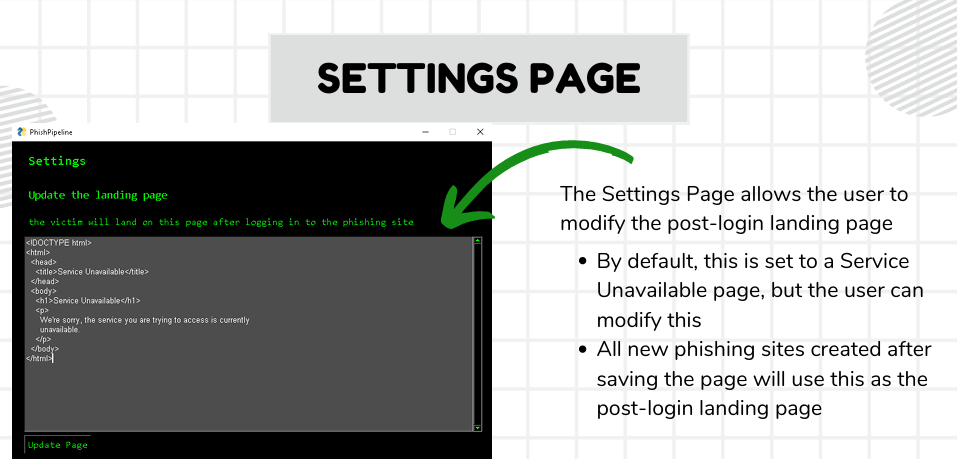 SETTINGS PAGE
PhishPipeline
Settings
Update the landing page
the victim will land on this page after logging in to the phishing site
<!DOCTYPE html>
<html>
<head>
<title>Service Unavailable</title>
</head>
<body>
<h1>Service Unavailable</h1>
<p>
We're sorry, the service you are trying to access is currently
unavailable.
</p>
</body>
</html>
Update Page
The Settings Page allows the user to
modify the post-login landing page
• By default, this is set to a Service
Unavailable page, but the user can
modify this
• All new phishing sites created after
saving the page will use this as the
post-login landing page